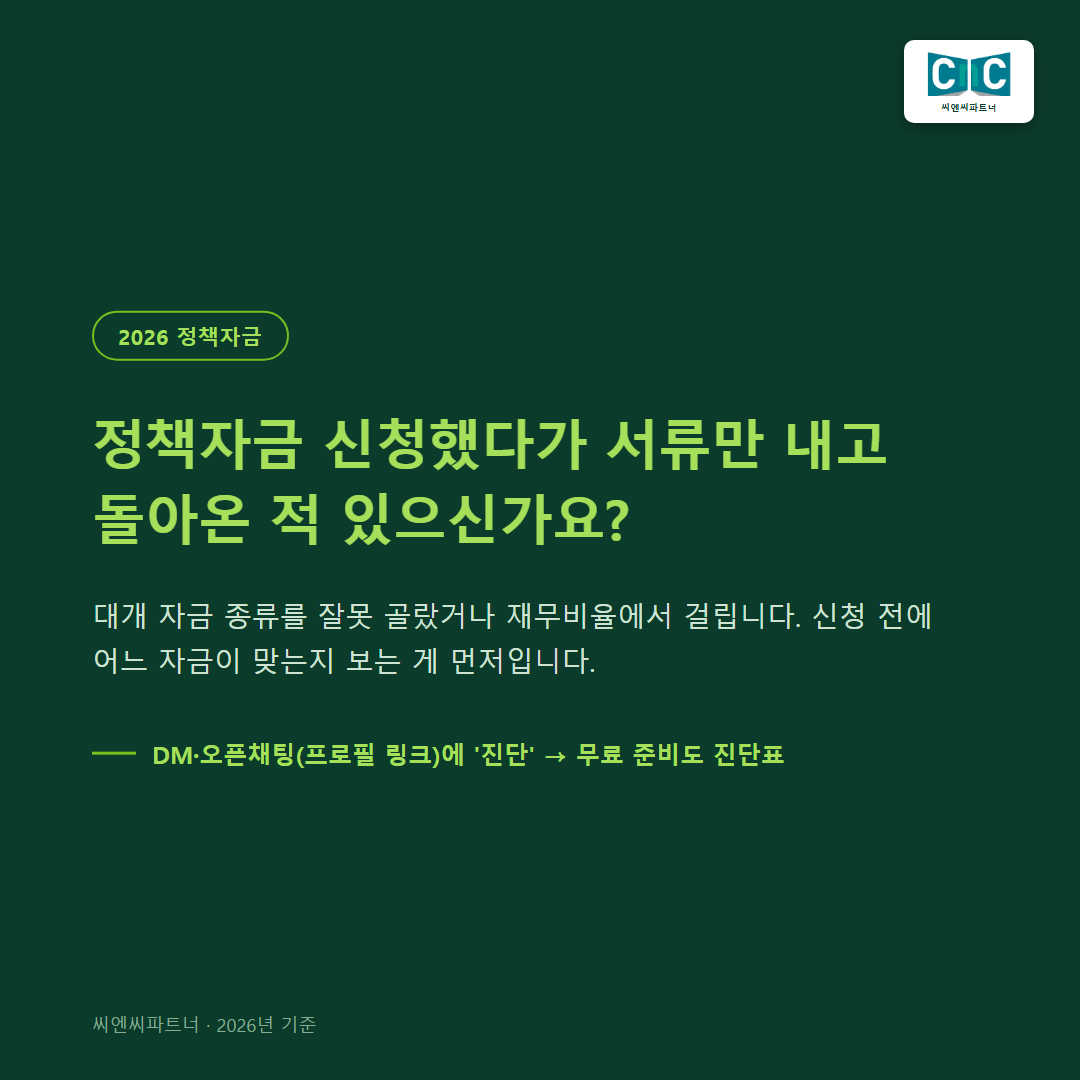 CnC
씨엔씨파트너
2026 정책자금
정책자금 신청했다가 서류만 내고
돌아온 적 있으신가요?
대개 자금 종류를 잘못 골랐거나 재무비율에서 걸립니다. 신청 전에
어느 자금이 맞는지 보는 게 먼저입니다.
DM·오픈채팅(프로필 링크)에 '진단' → 무료 준비도 진단표
씨엔씨파트너 · 2026년 기준